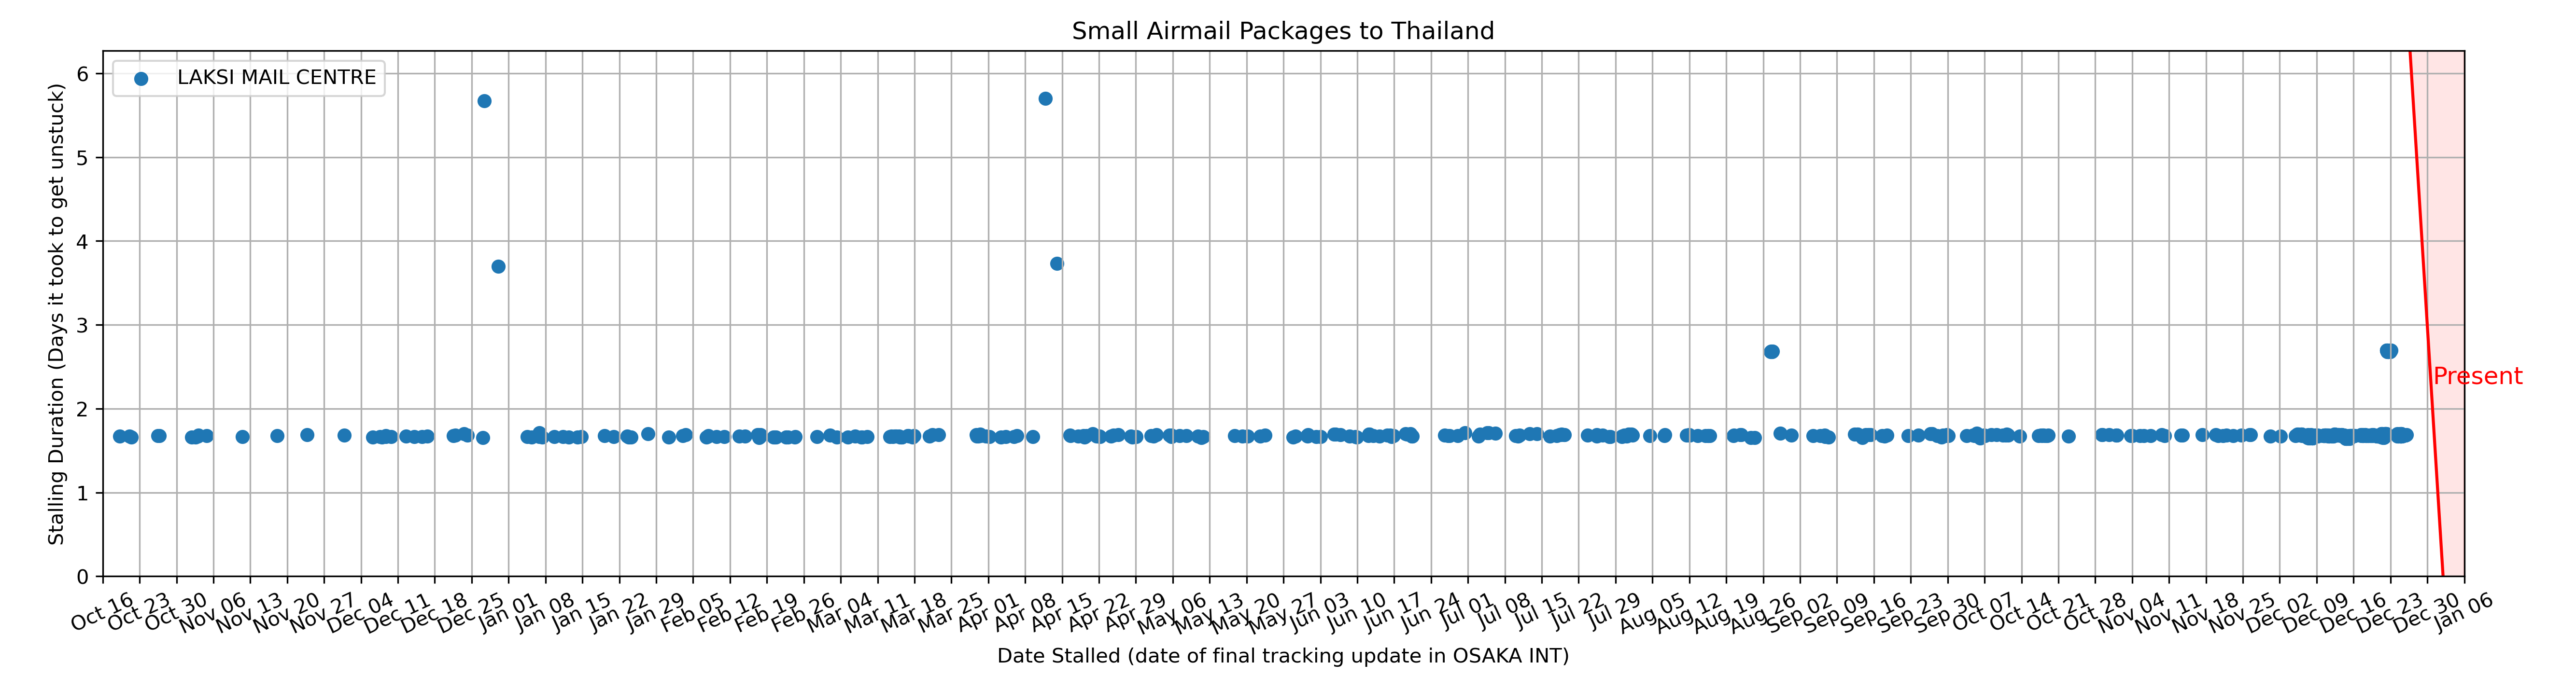 Small Airmail Packages to Thailand
LAKSI MAIL CENTRE
6
5
4
3
2
1
0
Stalling Duration (Days it took to get unstuck)
Present
Oct 16
Oct 23
Oct 30
Nov 06
Nov 13
Nov 20
Nov 27
Dec 04
Dec 11
Dec 18
Dec 25
Jan 01
Jan 08
Jan 15
Jan 22
Jan 29
Feb 05
Feb 12
Feb 19
Feb 26
Mar 04
Mar 11
Mar 18
Mar 25
Apr 01
Apr 08
Apr 15
Apr 22
Apr 29
May 06
May 13
May 20
May 27
Jun 03
Jun 10
Jun 17
Jun 24
Jul 01
Jul 08
Jul 15
Jul 22
Jul 29
Aug 05
Aug 12
Aug 19
Aug 26
Sep 02
Sep 09
Sep 16
Sep 23
Sep 30
Oct 07
Oct 14
Oct 21
Oct 28
Nov 04
Nov 11
Nov 18
Nov 25
Dec 02
Dec 09
Dec 16
Dec 23
Dec 30
Jan 06
Date Stalled (date of final tracking update in OSAKA INT)